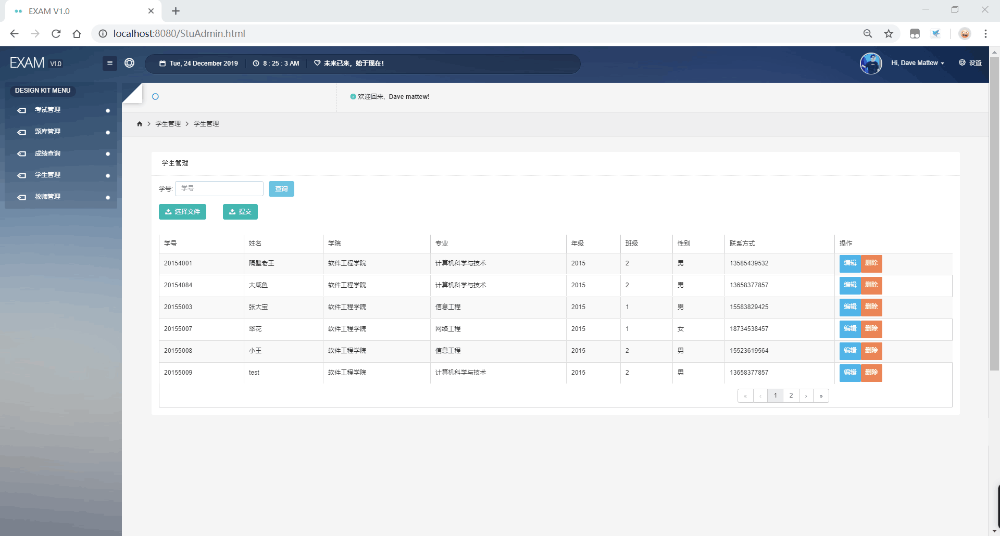 EXAM V1.0
localhost:8080/StuAdmin.html
EXAM V1.0
Tue, 24 December 2019 8 : 25 : 3 AM 未来已来，始于现在!
Hi, Dave Mattew 设置
DESIGN KIT MENU
考试管理
题库管理
成绩查询
学生管理
教师管理
欢迎回来, Dave mattew!
学生管理 学生管理
学生管理
学号: 学号 查询
选择文件 提交
学号 姓名 学院 专业 年级 班级 性别 联系方式 操作
20154001 隔壁老王 软件工程学院 计算机科学与技术 2015 2 男 13585439532 编辑 删除
20154084 大咸鱼 软件工程学院 计算机科学与技术 2015 2 男 13658377857 编辑 删除
20155003 张大宝 软件工程学院 信息工程 2015 1 男 15583829425 编辑 删除
20155007 翠花 软件工程学院 网络工程 2015 1 女 18734538457 编辑 删除
20155008 小王 软件工程学院 信息工程 2015 2 男 15523619564 编辑 删除
20155009 test 软件工程学院 计算机科学与技术 2015 2 男 13658377857 编辑 删除
« ‹ 1 2 › »